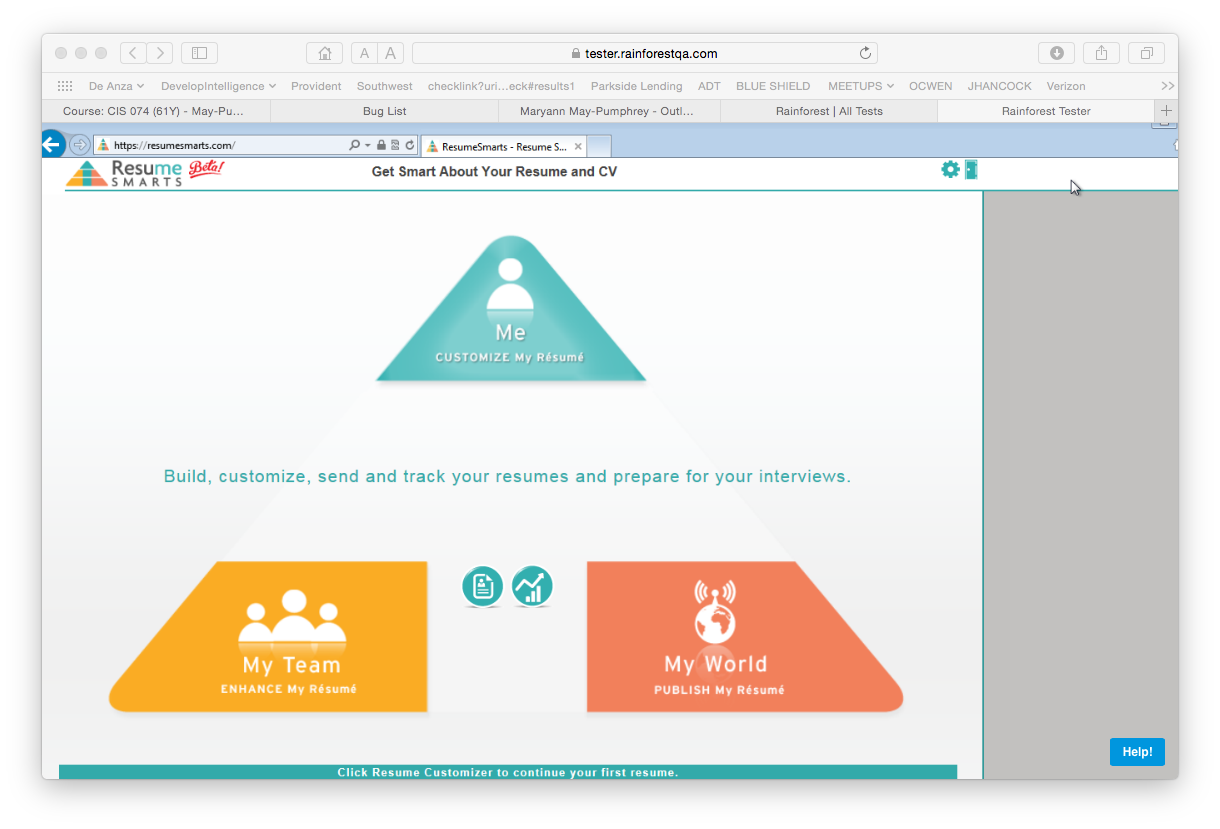 A A tester.rainforestqa.com
De Anza DevelopIntelligence Provident Southwest checklink?uri...eck#results1 Parkside Lending ADT BLUE SHIELD MEETUPS OCWEN JHANCOCK Verizon >>
Course: CIS 074 (61Y) - May-Pu... Bug List Maryann May-Pumphrey - Outl... Rainforest | All Tests Rainforest Tester +
https://resumesmarts.com/ ResumeSmarts - Resume S... ×
Resume Beta!
SMARTS
Get Smart About Your Resume and CV
Me
CUSTOMIZE My Résumé
Build, customize, send and track your resumes and prepare for your interviews.
My Team
ENHANCE My Résumé
My World
PUBLISH My Résumé
Help!
Click Resume Customizer to continue your first resume.